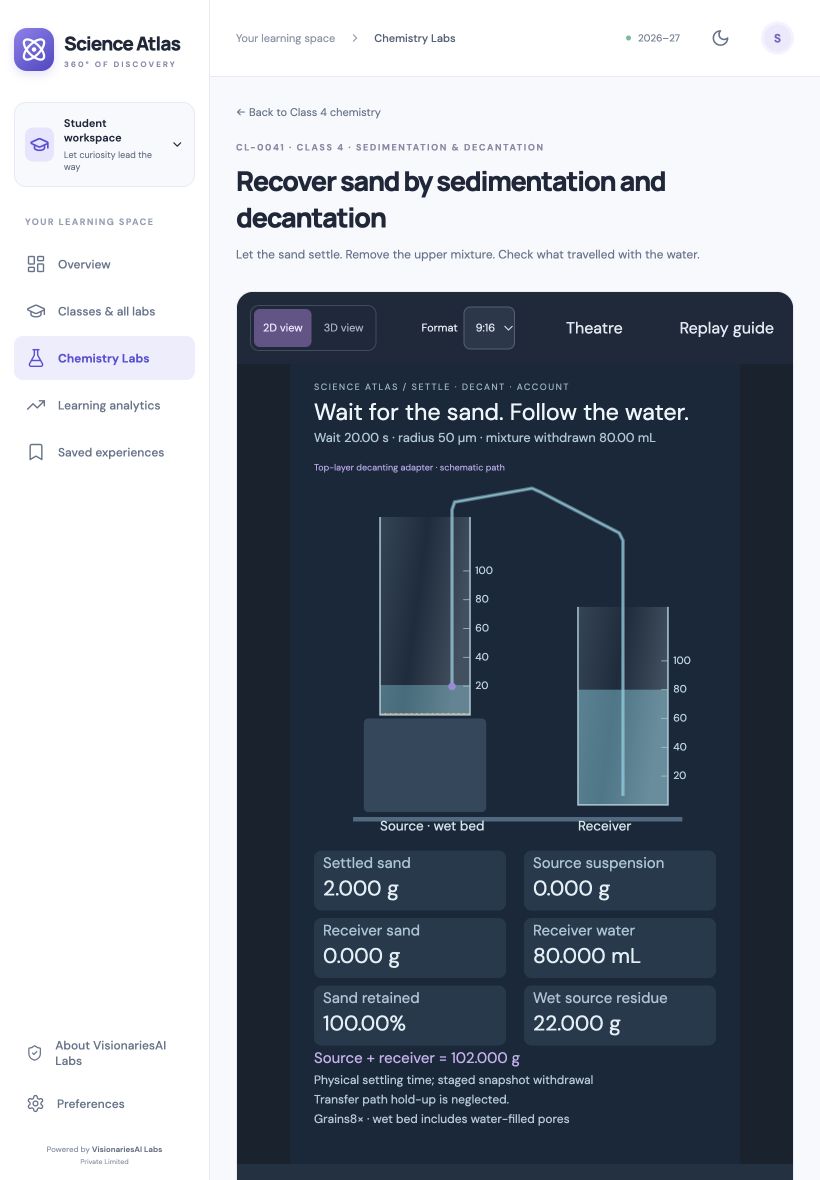 Science Atlas
360° OF DISCOVERY
Student
workspace
Let curiosity lead the
way
YOUR LEARNING SPACE
Overview
Classes & all labs
Chemistry Labs
Learning analytics
Saved experiences
About VisionariesAI
Labs
Preferences
Powered by VisionariesAI Labs
Private Limited
Your learning space
Chemistry Labs
2026–27
S
← Back to Class 4 chemistry
CL-0041 · CLASS 4 · SEDIMENTATION & DECANTATION
Recover sand by sedimentation and
decantation
Let the sand settle. Remove the upper mixture. Check what travelled with the water.
2D view
3D view
Format
9:16
Theatre
Replay guide
SCIENCE ATLAS / SETTLE · DECANT · ACCOUNT
Wait for the sand. Follow the water.
Wait 20.00 s · radius 50 µm · mixture withdrawn 80.00 mL
Top-layer decanting adapter · schematic path
100
80
60
40
20
100
80
60
40
20
Source · wet bed
Receiver
Settled sand
2.000 g
Source suspension
0.000 g
Receiver sand
0.000 g
Receiver water
80.000 mL
Sand retained
100.00%
Wet source residue
22.000 g
Source + receiver = 102.000 g
Physical settling time; staged snapshot withdrawal
Transfer path hold-up is neglected.
Grains8× · wet bed includes water-filled pores